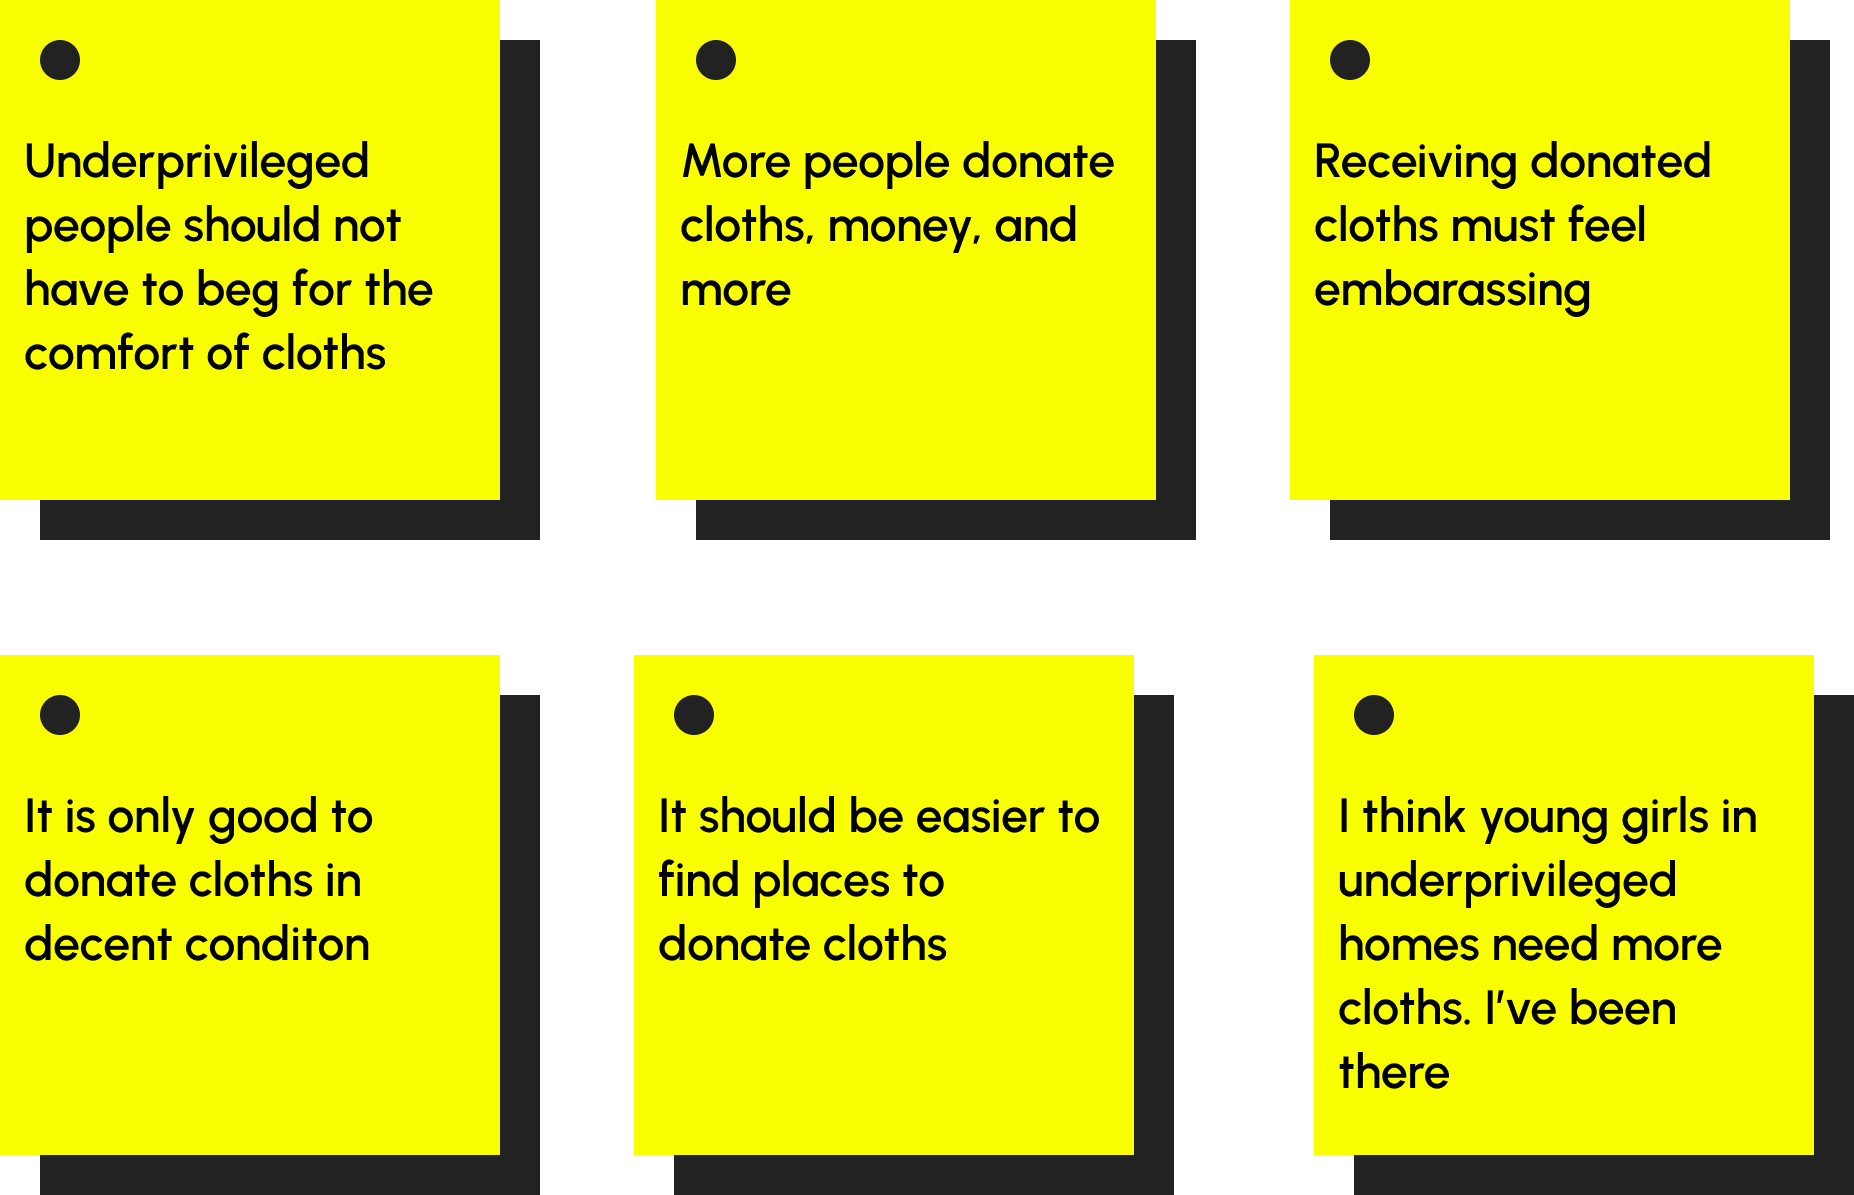 Underprivileged
people should not
have to beg for the
comfort of cloths
More people donate
cloths, money, and
more
Receiving donated
cloths must feel
embarassing
It is only good to
donate cloths in
decent conditon
It should be easier to
find places to
donate cloths
I think young girls in
underprivileged
homes need more
cloths. I've been
there